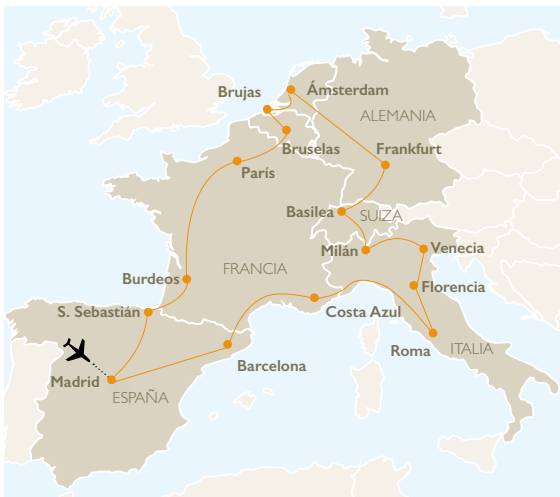 Brujas
Ámsterdam
ALEMANIA
Bruselas
Frankfurt
París
Basilea
SUIZA
Milán
Venecia
Burdeos
FRANCIA
Florencia
S. Sebastián
Costa Azul
Roma
ITALIA
Barcelona
Madrid
ESPAÑA